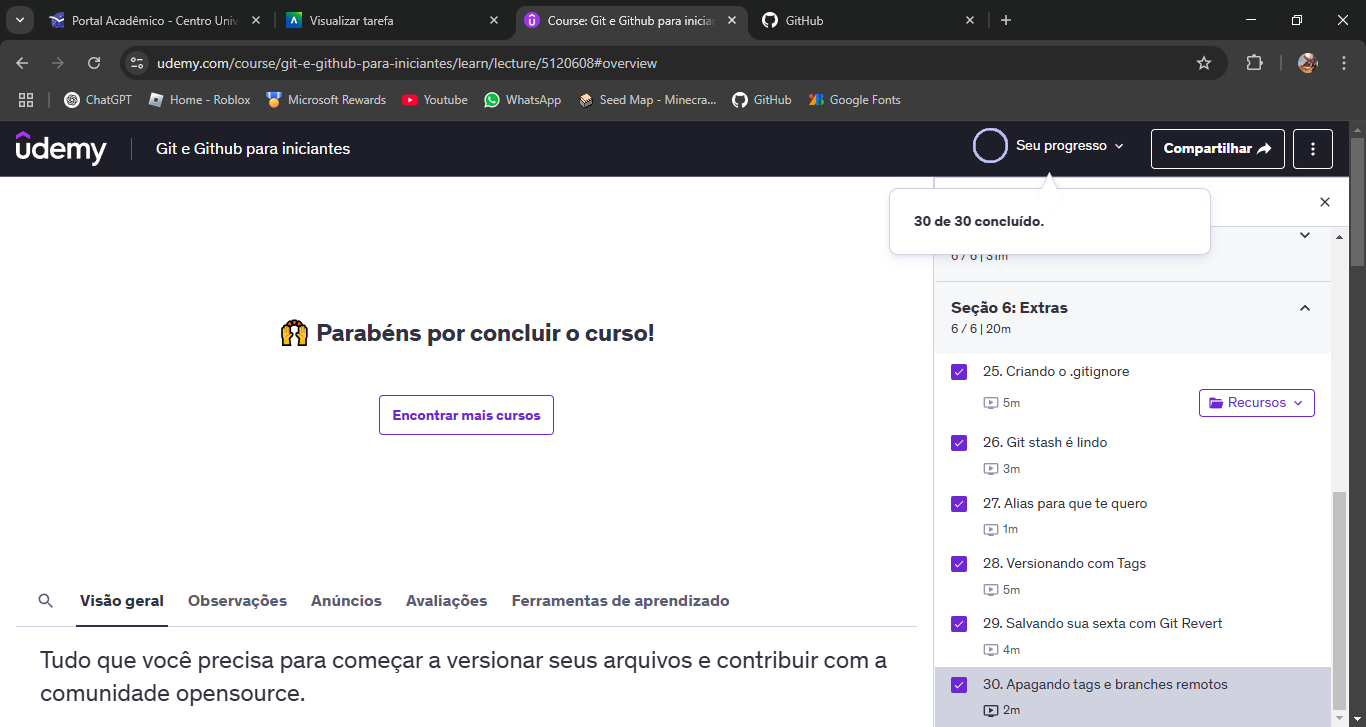 Portal Acadêmico - Centro Univ
Visualizar tarefa
Course: Git e Github para inicia
GitHub
udemy.com/course/git-e-github-para-iniciantes/learn/lecture/5120608#overview
ChatGPT
Home - Roblox
Microsoft Rewards
Youtube
WhatsApp
Seed Map - Minecra...
GitHub
Google Fonts
udemy
Git e Github para iniciantes
Seu progresso
Compartilhar
30 de 30 concluído.
6 / 6 | 31m
Parabéns por concluir o curso!
Encontrar mais cursos
Seção 6: Extras
6 / 6 | 20m
25. Criando o .gitignore
5m
Recursos
26. Git stash é lindo
3m
27. Alias para que te quero
1m
28. Versionando com Tags
5m
29. Salvando sua sexta com Git Revert
4m
30. Apagando tags e branches remotos
2m
Visão geral
Observações
Anúncios
Avaliações
Ferramentas de aprendizado
Tudo que você precisa para começar a versionar seus arquivos e contribuir com a
comunidade opensource.